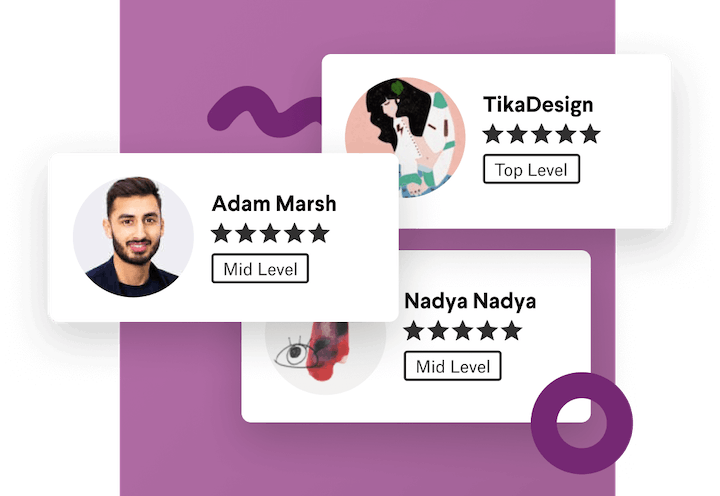 TikaDesign
Top Level
Adam Marsh
Mid Level
Nadya Nadya
Mid Level